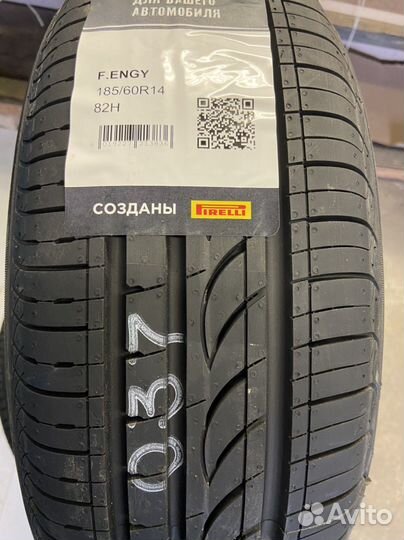 ДЛЯ ВАШЕГО
АВТОМОБИЛЯ
F.ENGY
185/60R14
82H
СОЗДАНЫ
PIRELLI
037
Avito